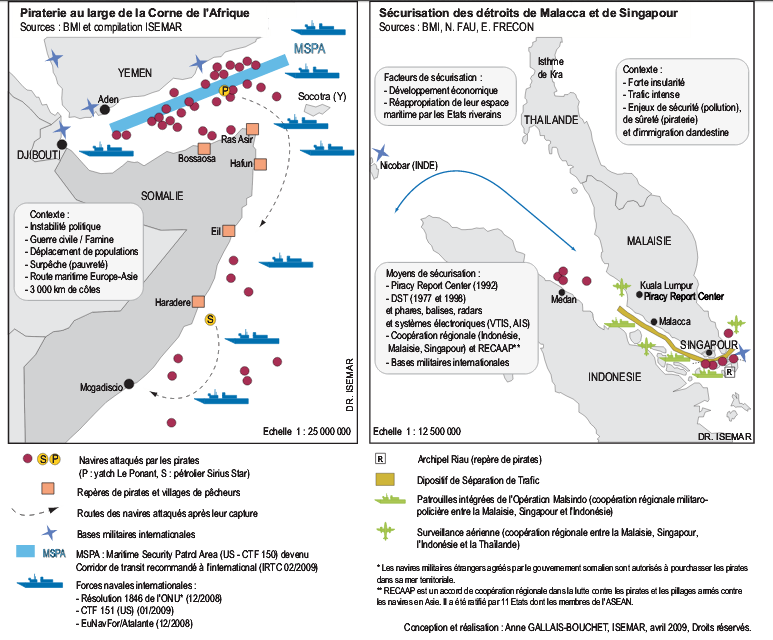 Piraterie au large de la Corne de l'Afrique
Sources : BMI et compilation ISEMAR
MSPA
YEMEN
P
Aden
Socotra (Y)
DJIBOUTI
Ras Asir
Bossaosa
Hafun
SOMALIE
Contexte :
- Instabilité politique
- Guerre civile / Famine
- Déplacement de populations
- Surpêche (pauvreté)
- Route maritime Europe-Asie
- 3 000 km de côtes
Eil
Haradere
S
Mogadiscio
DR. ISEMAR
Echelle 1 : 25 000 000
Sécurisation des détroits de Malacca et de Singapour
Sources : BMI, N. FAU, E. FRECON
Facteurs de sécurisation :
- Développement économique
- Réappropriation de leur espace
maritime par les Etats riverains
Isthme
de Kra
Contexte :
- Forte insularité
- Trafic intense
- Enjeux de sécurité (pollution),
de sûreté (piraterie)
et d'immigration clandestine
THAILANDE
Nicobar (INDE)
MALAISIE
Moyens de sécurisation :
- Piracy Report Center (1992)
- DST (1977 et 1998)
et phares, balises, radars
et systèmes électroniques (VTIS, AIS)
- Coopération régionale (Indonésie,
Malaisie, Singapour) et RECAAP**
- Bases militaires internationales
Medan
Kuala Lumpur
Piracy Report Center
Malacca
SINGAPOUR
R
INDONESIE
DR. ISEMAR
Echelle 1 : 12 500 000
S P Navires attaqués par les pirates
(P : yatch Le Ponant, S : pétrolier Sirius Star)
Repères de pirates et villages de pêcheurs
Routes des navires attaqués après leur capture
Bases militaires internationales
MSPA MSPA : Maritime Security Patrol Area (US - CTF 150) devenu
Corridor de transit recommandé à l'international (IRTC 02/2009)
Forces navales internationales :
- Résolution 1846 de l'ONU* (12/2008)
- CTF 151 (US) (01/2009)
- EuNavFor/Atalante (12/2008)
R Archipel Riau (repère de pirates)
Dipositif de Séparation de Trafic
Patrouilles intégrées de l'Opération Malsindo (coopération régionale militaro-
policière entre la Malaisie, Singapour et l'Indonésie)
Surveillance aérienne (coopération régionale entre la Malaisie, Singapour,
l'Indonésie et la Thaïlande)
* Les navires militaires étrangers agréés par le gouvernement somalien sont autorisés à pourchasser les pirates
dans sa mer territoriale.
** RECAAP est un accord de coopération régionale dans la lutte contre les pirates et les pillages armés contre
les navires en Asie. Il a été ratifié par 11 Etats dont les membres de l'ASEAN.
Conception et réalisation : Anne GALLAIS-BOUCHET, ISEMAR, avril 2009, Droits réservés.